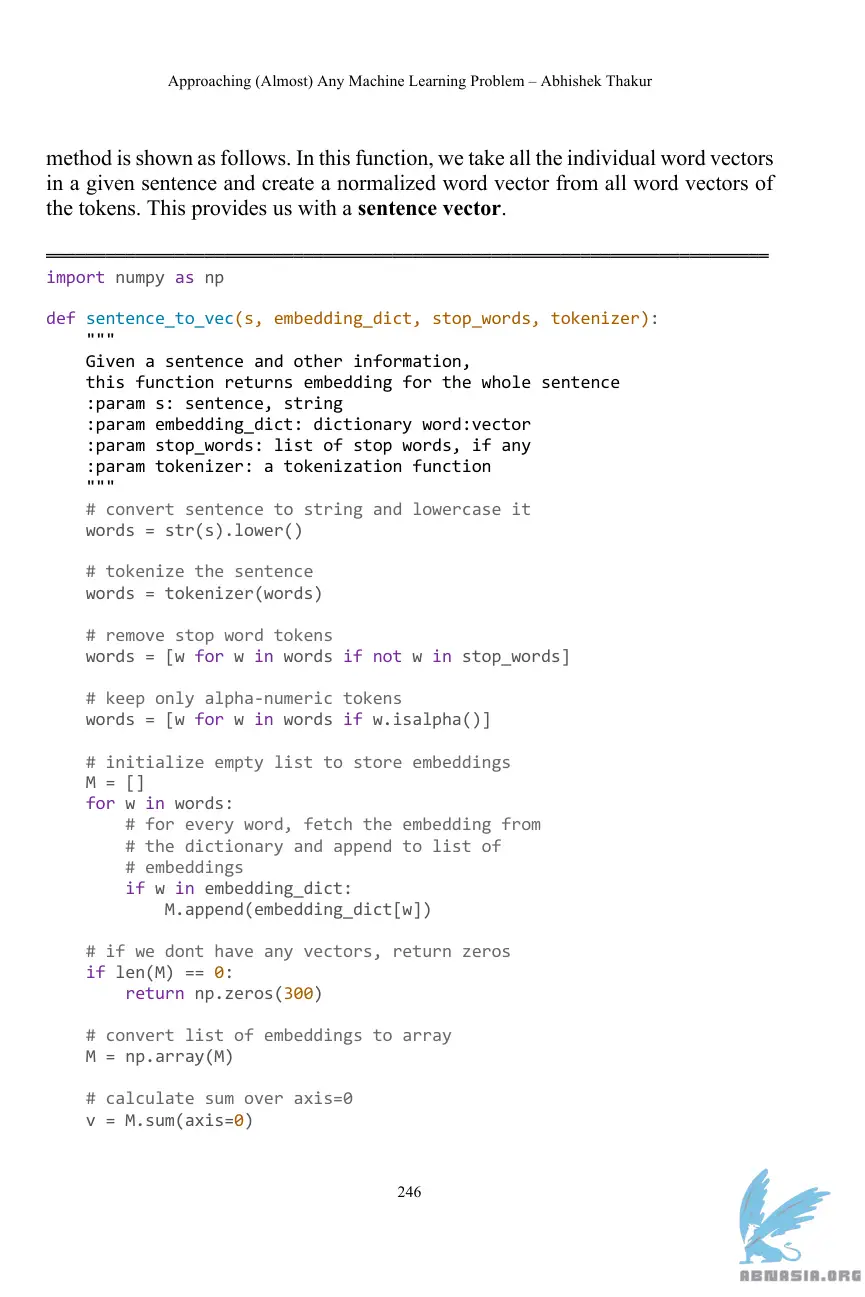 Approaching (Almost) Any Machine Learning Problem – Abhishek Thakur
method is shown as follows. In this function, we take all the individual word vectors
in a given sentence and create a normalized word vector from all word vectors of
the tokens. This provides us with a sentence vector.
import numpy as np
def sentence_to_vec(s, embedding_dict, stop_words, tokenizer):
    """
    Given a sentence and other information,
    this function returns embedding for the whole sentence
    :param s: sentence, string
    :param embedding_dict: dictionary word:vector
    :param stop_words: list of stop words, if any
    :param tokenizer: a tokenization function
    """
    # convert sentence to string and lowercase it
    words = str(s).lower()
    # tokenize the sentence
    words = tokenizer(words)
    # remove stop word tokens
    words = [w for w in words if not w in stop_words]
    # keep only alpha-numeric tokens
    words = [w for w in words if w.isalpha()]
    # initialize empty list to store embeddings
    M = []
    for w in words:
        # for every word, fetch the embedding from
        # the dictionary and append to list of
        # embeddings
        if w in embedding_dict:
            M.append(embedding_dict[w])
    # if we dont have any vectors, return zeros
    if len(M) == 0:
        return np.zeros(300)
    # convert list of embeddings to array
    M = np.array(M)
    # calculate sum over axis=0
    v = M.sum(axis=0)
246
ABNASIA.ORG